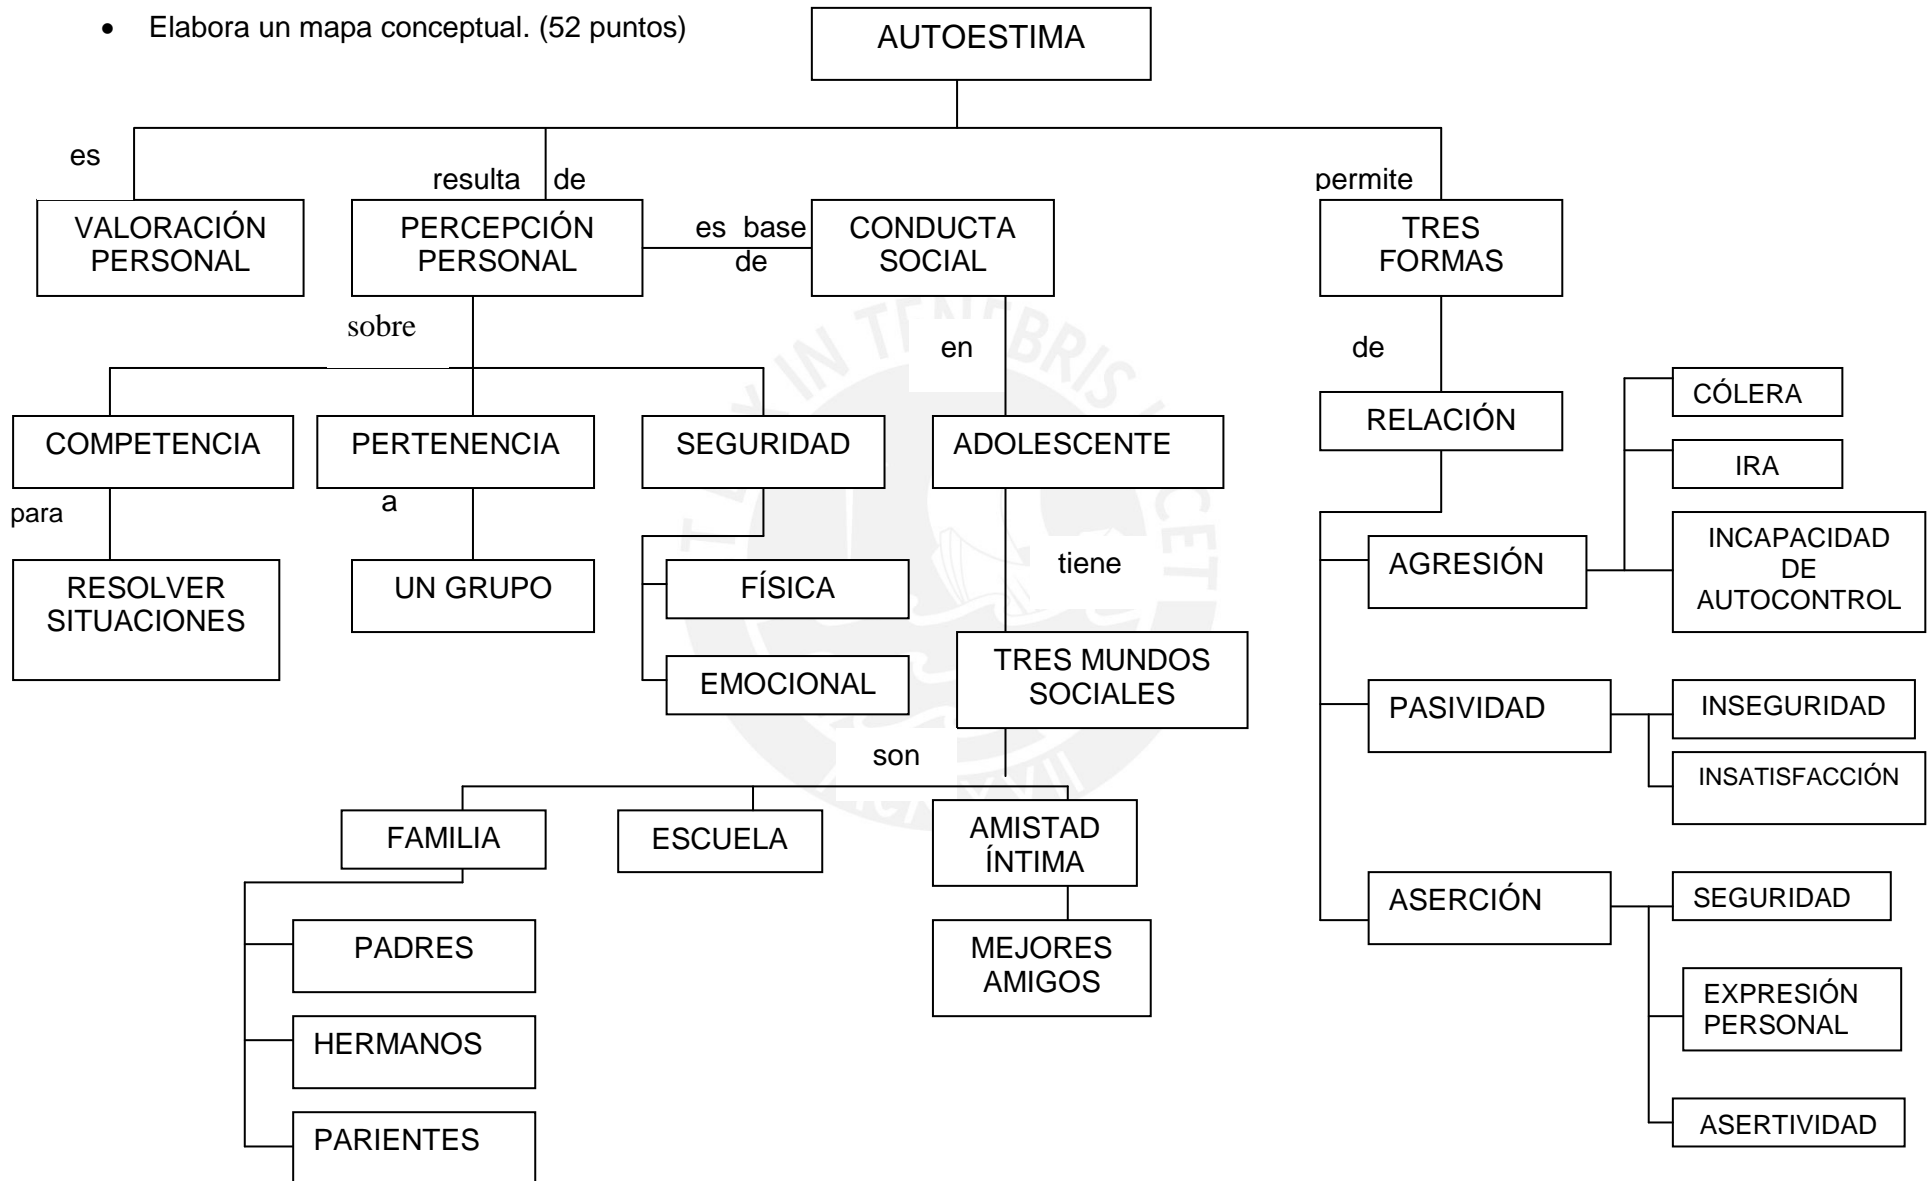 • Elabora un mapa conceptual. (52 puntos)
AUTOESTIMA
es
resulta de
permite
VALORACIÓN
PERSONAL
PERCEPCIÓN
PERSONAL
es base
de
CONDUCTA
SOCIAL
TRES
FORMAS
sobre
en
de
COMPETENCIA
PERTENENCIA
SEGURIDAD
ADOLESCENTE
RELACIÓN
CÓLERA
IRA
para
a
tiene
RESOLVER
SITUACIONES
UN GRUPO
FÍSICA
EMOCIONAL
TRES MUNDOS
SOCIALES
AGRESIÓN
INCAPACIDAD
DE
AUTOCONTROL
PASIVIDAD
INSEGURIDAD
INSATISFACCIÓN
son
FAMILIA
ESCUELA
AMISTAD
ÍNTIMA
ASERCIÓN
SEGURIDAD
PADRES
MEJORES
AMIGOS
EXPRESIÓN
PERSONAL
HERMANOS
PARIENTES
ASERTIVIDAD